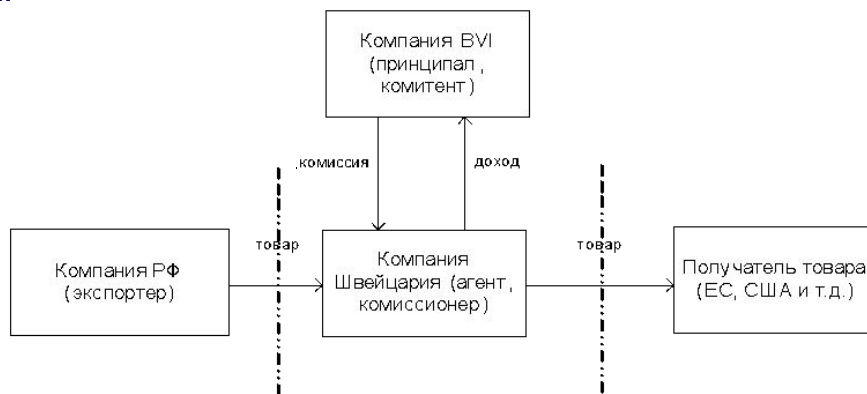 Компания BVI
(принципал,
комитент)
комиссия
доход
Компания РФ
(экспортер)
товар
Компания
Швейцария (агент,
комиссионер)
товар
Получатель товара
(ЕС, США и т.д.)